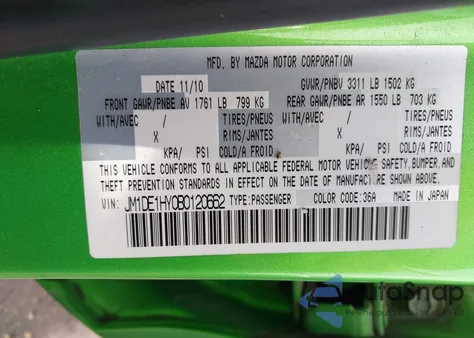 MFD. BY MAZDA MOTOR CORPORATION
DATE 11/10 GVWR/PNBV 3311 LB 1502 KG
FRONT GAWR/PNBE AV 1761 LB 799 KG REAR GAWR/PNBE AR 1550 LB 703 KG
WITH/AVEC / TIRES/PNEUS WITH/AVEC / TIRES/PNEUS
X RIMS/JANTES X RIMS/JANTES
KPA/ PSI COLD/A FROID KPA/ PSI COLD/A FROID
THIS VEHICLE CONFORMS TO ALL APPLICABLE FEDERAL MOTOR VEHICLE SAFETY, BUMPER, AND
THEFT PREVENTION STANDARDS IN EFFECT ON THE DATE OF MANUFACTURE SHOWN ABOVE.
VIN: JM1DE1HY0B0120662 TYPE:PASSENGER COLOR CODE:36A MADE IN JAPAN
AutoSnap